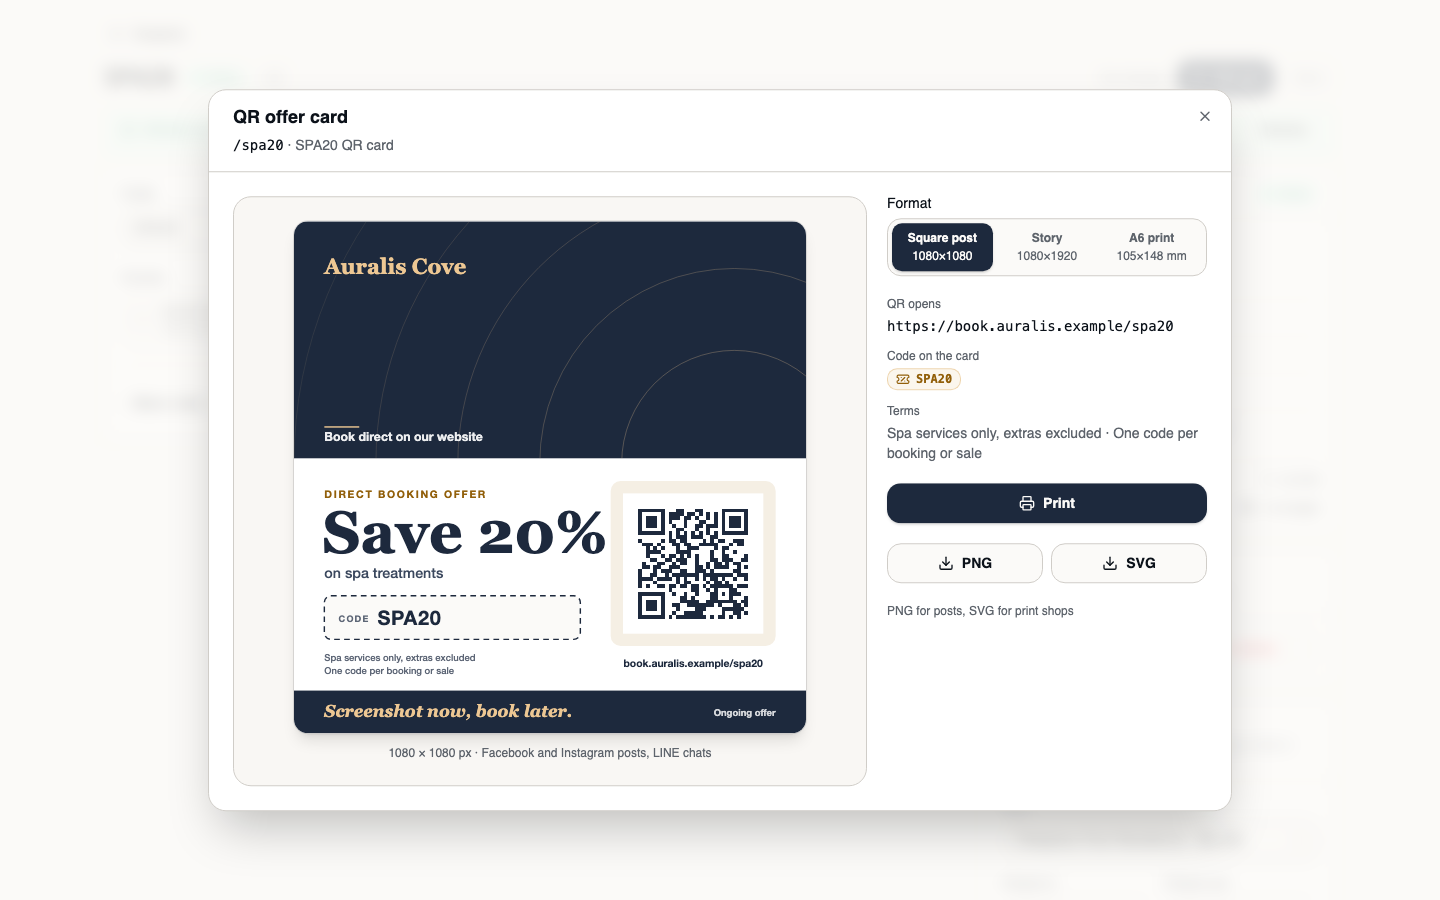 QR offer card
/spa20 · SPA20 QR card
Auralis Cove
Book direct on our website
DIRECT BOOKING OFFER
Save 20%
on spa treatments
CODE SPA20
Spa services only, extras excluded
One code per booking or sale
book.auralis.example/spa20
Screenshot now, book later.
Ongoing offer
1080 × 1080 px · Facebook and Instagram posts, LINE chats
Format
Square post
1080×1080
Story
1080×1920
A6 print
105×148 mm
QR opens
https://book.auralis.example/spa20
Code on the card
SPA20
Terms
Spa services only, extras excluded · One code per
booking or sale
Print
PNG
SVG
PNG for posts, SVG for print shops